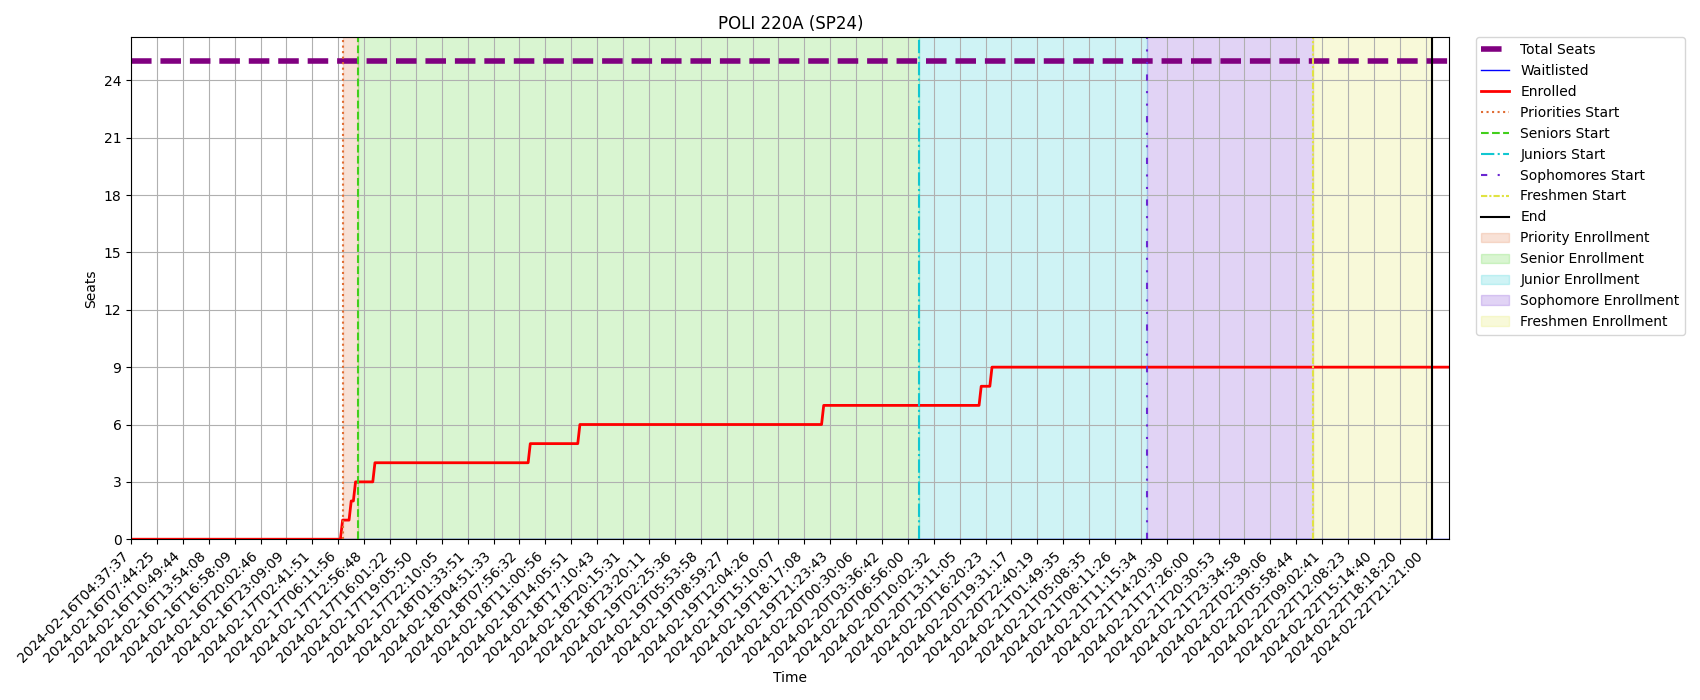 POLI 220A (SP24)
Seats
24
21
18
15
12
9
6
3
0
2024-02-16T04:37:37
2024-02-16T07:44:25
2024-02-16T10:49:44
2024-02-16T13:54:08
2024-02-16T16:58:09
2024-02-16T20:02:46
2024-02-16T23:09:09
2024-02-17T02:41:51
2024-02-17T06:11:56
2024-02-17T12:56:48
2024-02-17T16:01:22
2024-02-17T19:05:50
2024-02-17T22:10:05
2024-02-18T01:33:51
2024-02-18T04:51:33
2024-02-18T07:56:32
2024-02-18T11:00:56
2024-02-18T14:05:51
2024-02-18T17:10:43
2024-02-18T20:15:31
2024-02-18T23:20:11
2024-02-19T02:25:36
2024-02-19T05:53:58
2024-02-19T08:59:27
2024-02-19T12:04:26
2024-02-19T15:10:07
2024-02-19T18:17:08
2024-02-19T21:23:43
2024-02-20T00:30:06
2024-02-20T03:36:42
2024-02-20T06:56:00
2024-02-20T10:02:32
2024-02-20T13:11:05
2024-02-20T16:20:23
2024-02-20T19:31:17
2024-02-20T22:40:19
2024-02-21T01:49:35
2024-02-21T05:08:35
2024-02-21T08:11:26
2024-02-21T11:15:34
2024-02-21T14:20:30
2024-02-21T17:26:00
2024-02-21T20:30:53
2024-02-21T23:34:58
2024-02-22T02:39:06
2024-02-22T05:58:44
2024-02-22T09:02:41
2024-02-22T12:08:23
2024-02-22T15:14:40
2024-02-22T18:18:20
2024-02-22T21:21:00
Time
Total Seats
Waitlisted
Enrolled
Priorities Start
Seniors Start
Juniors Start
Sophomores Start
Freshmen Start
End
Priority Enrollment
Senior Enrollment
Junior Enrollment
Sophomore Enrollment
Freshmen Enrollment